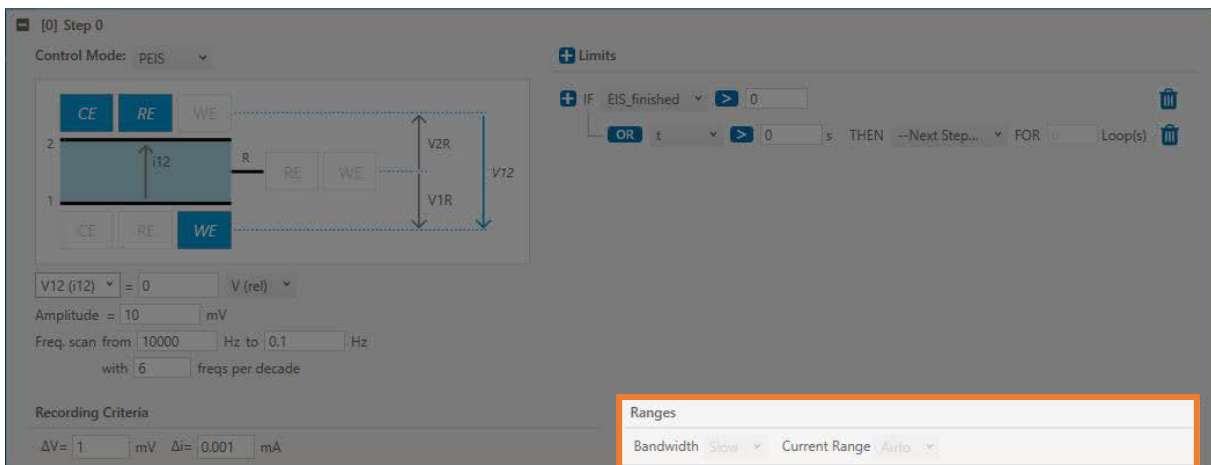 [0] Step 0
Control Mode: PEIS
CE RE WE
2
i12
R
RE WE
V2R
V12
1
V1R
CE RE WE
V12 (i12) = 0 V (rel)
Amplitude = 10 mV
Freq. scan from 10000 Hz to 0.1 Hz
with 6 freqs per decade
Recording Criteria
ΔV= 1 mV Δi= 0.001 mA
Limits
IF EIS_finished > 0
OR t > 0 s THEN --Next Step... FOR 0 Loop(s)
Ranges
Bandwidth Slow Current Range Auto